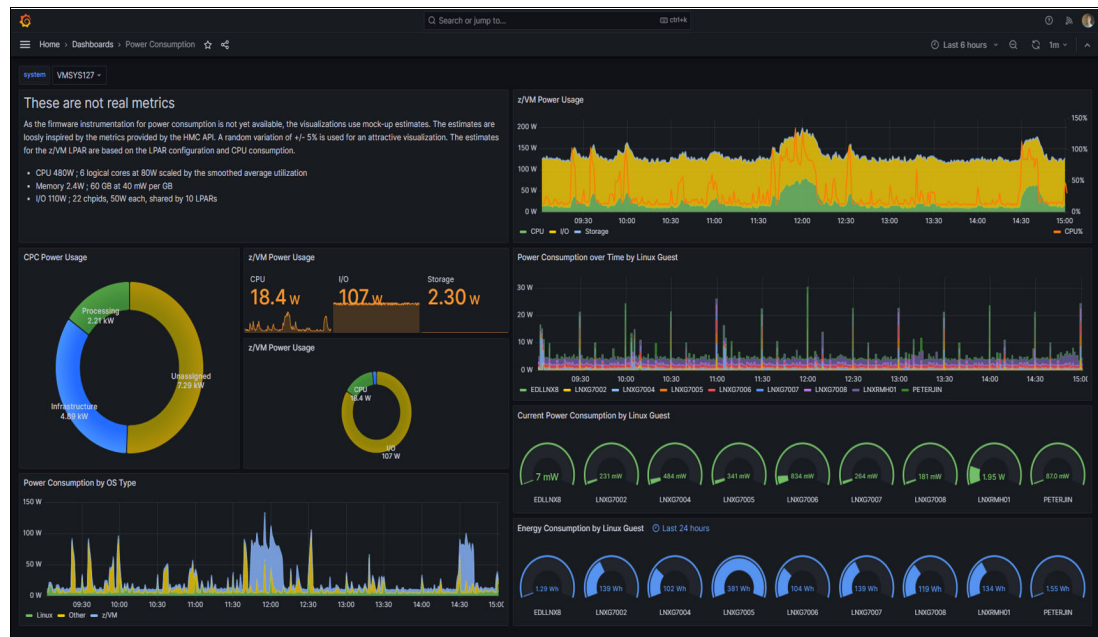 Search or jump to...
ctrl+k
Home › Dashboards › Power Consumption
Last 6 hours
1m
system
VMSYS127
These are not real metrics
As the firmware instrumentation for power consumption is not yet available, the visualizations use mock-up estimates. The estimates are
loosly inspired by the metrics provided by the HMC API. A random variation of +/- 5% is used for an attractive visualization. The estimates
for the z/VM LPAR are based on the LPAR configuration and CPU consumption.
• CPU 480W ; 6 logical cores at 80W scaled by the smoothed average utilization
• Memory 2.4W ; 60 GB at 40 mW per GB
• I/O 110W ; 22 chpids, 50W each, shared by 10 LPARs
z/VM Power Usage
200 W
150 W
100 W
50 W
0 W
150%
100%
50%
0%
09:30 10:00 10:30 11:00 11:30 12:00 12:30 13:00 13:30 14:00 14:30 15:00
CPU I/O Storage
CPU%
CPC Power Usage
Processing
2.21 kW
Unassigned
7.29 kW
Infrastructure
4.89 kW
z/VM Power Usage
CPU I/O Storage
18.4 W 107 W 2.30 W
z/VM Power Usage
CPU
18.4 W
I/O
107 W
Power Consumption over Time by Linux Guest
30 W
20 W
10 W
0 W
09:30 10:00 10:30 11:00 11:30 12:00 12:30 13:00 13:30 14:00 14:30 15:00
EDLLNX8 LNXG7002 LNXG7004 LNXG7005 LNXG7006 LNXG7007 LNXG7008 LNXRMH01 PETERJIN
Current Power Consumption by Linux Guest
7 mW 231 mW 484 mW 341 mW 834 mW 264 mW 181 mW 1.95 W 87.0 mW
EDLLNX8 LNXG7002 LNXG7004 LNXG7005 LNXG7006 LNXG7007 LNXG7008 LNXRMH01 PETERJIN
Power Consumption by OS Type
150 W
100 W
50 W
0 W
09:30 10:00 10:30 11:00 11:30 12:00 12:30 13:00 13:30 14:00 14:30 15:00
Linux Other z/VM
Energy Consumption by Linux Guest Last 24 hours
1.29 Wh 139 Wh 102 Wh 381 Wh 104 Wh 139 Wh 119 Wh 134 Wh 1.55 Wh
EDLLNX8 LNXG7002 LNXG7004 LNXG7005 LNXG7006 LNXG7007 LNXG7008 LNXRMH01 PETERJIN